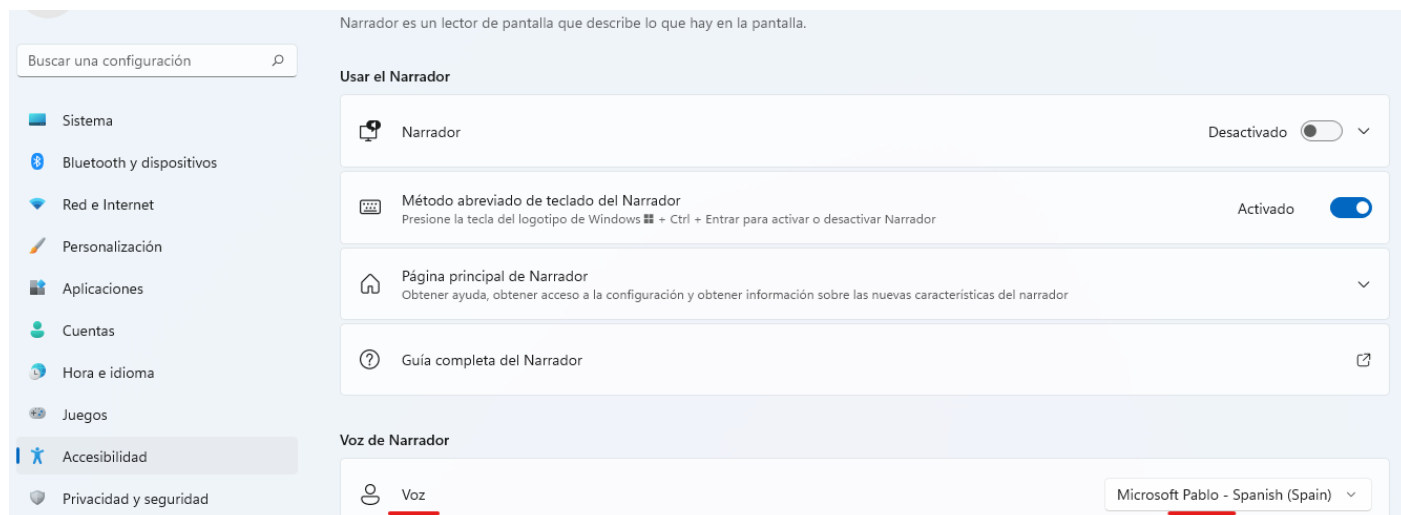 Narrador es un lector de pantalla que describe lo que hay en la pantalla.
Buscar una configuración
Sistema
Bluetooth y dispositivos
Red e Internet
Personalización
Aplicaciones
Cuentas
Hora e idioma
Juegos
Accesibilidad
Privacidad y seguridad
Usar el Narrador
Narrador
Desactivado
Método abreviado de teclado del Narrador
Presione la tecla del logotipo de Windows + Ctrl + Entrar para activar o desactivar Narrador
Activado
Página principal de Narrador
Obtener ayuda, obtener acceso a la configuración y obtener información sobre las nuevas características del narrador
Guía completa del Narrador
Voz de Narrador
Voz
Microsoft Pablo - Spanish (Spain)